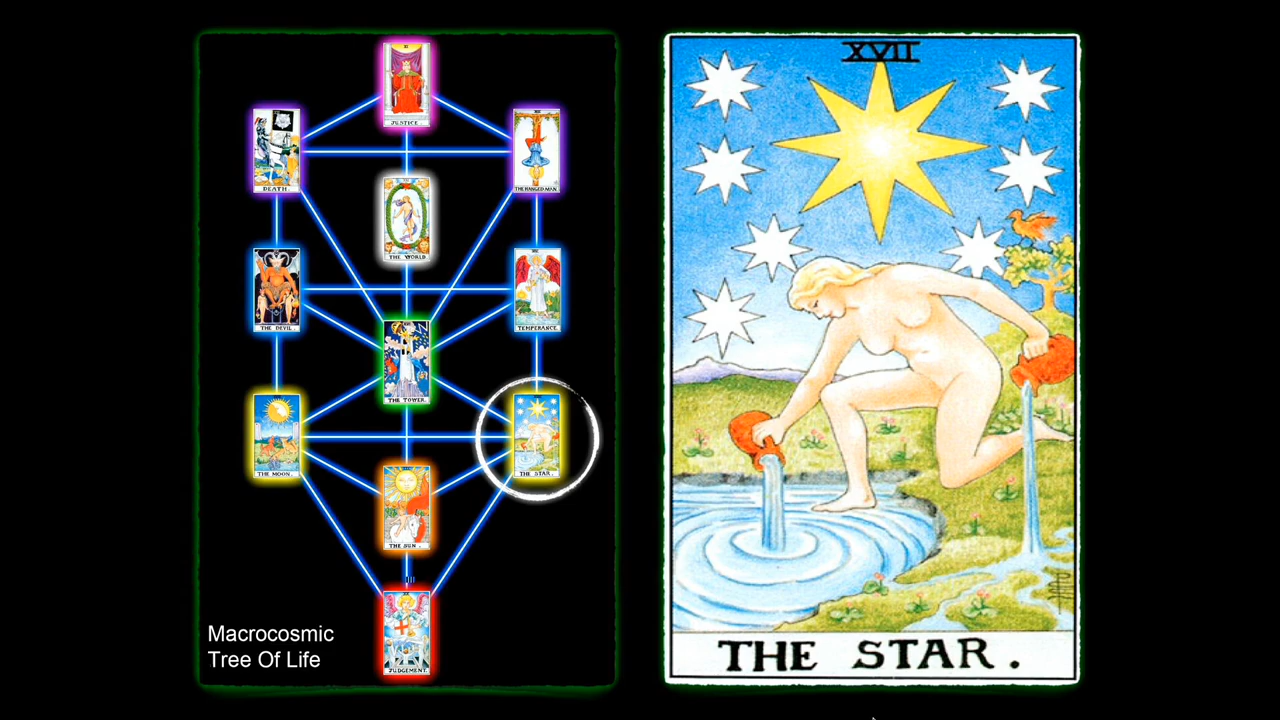 JUSTICE.
DEATH.
THE HANGED MAN.
THE WORLD.
THE DEVIL.
TEMPERANCE.
THE TOWER.
THE MOON.
THE STAR.
THE SUN.
JUDGEMENT.
Macrocosmic
Tree Of Life
XVII
THE STAR.